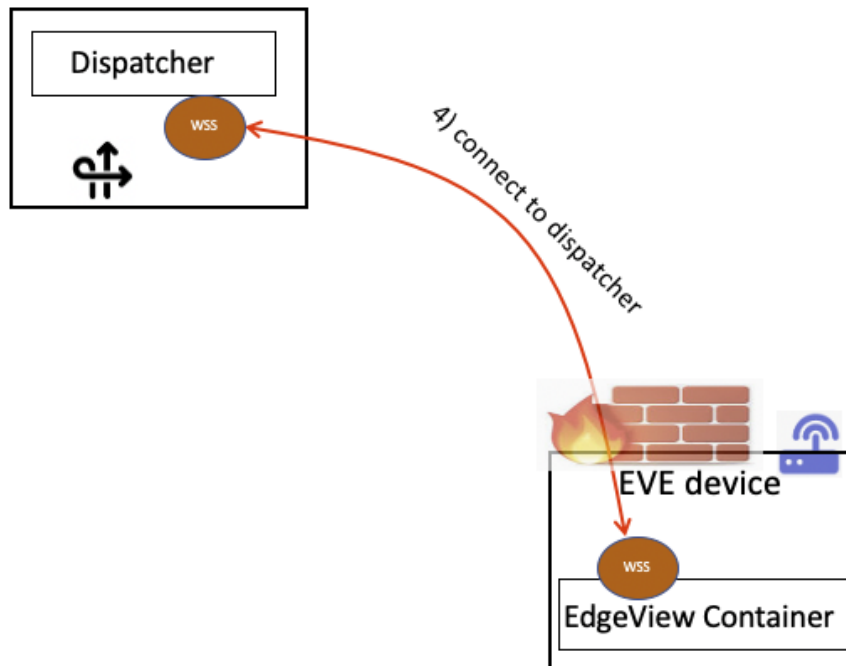 Dispatcher
wss
4) connect to dispatcher
EVE device
wss
EdgeView Container